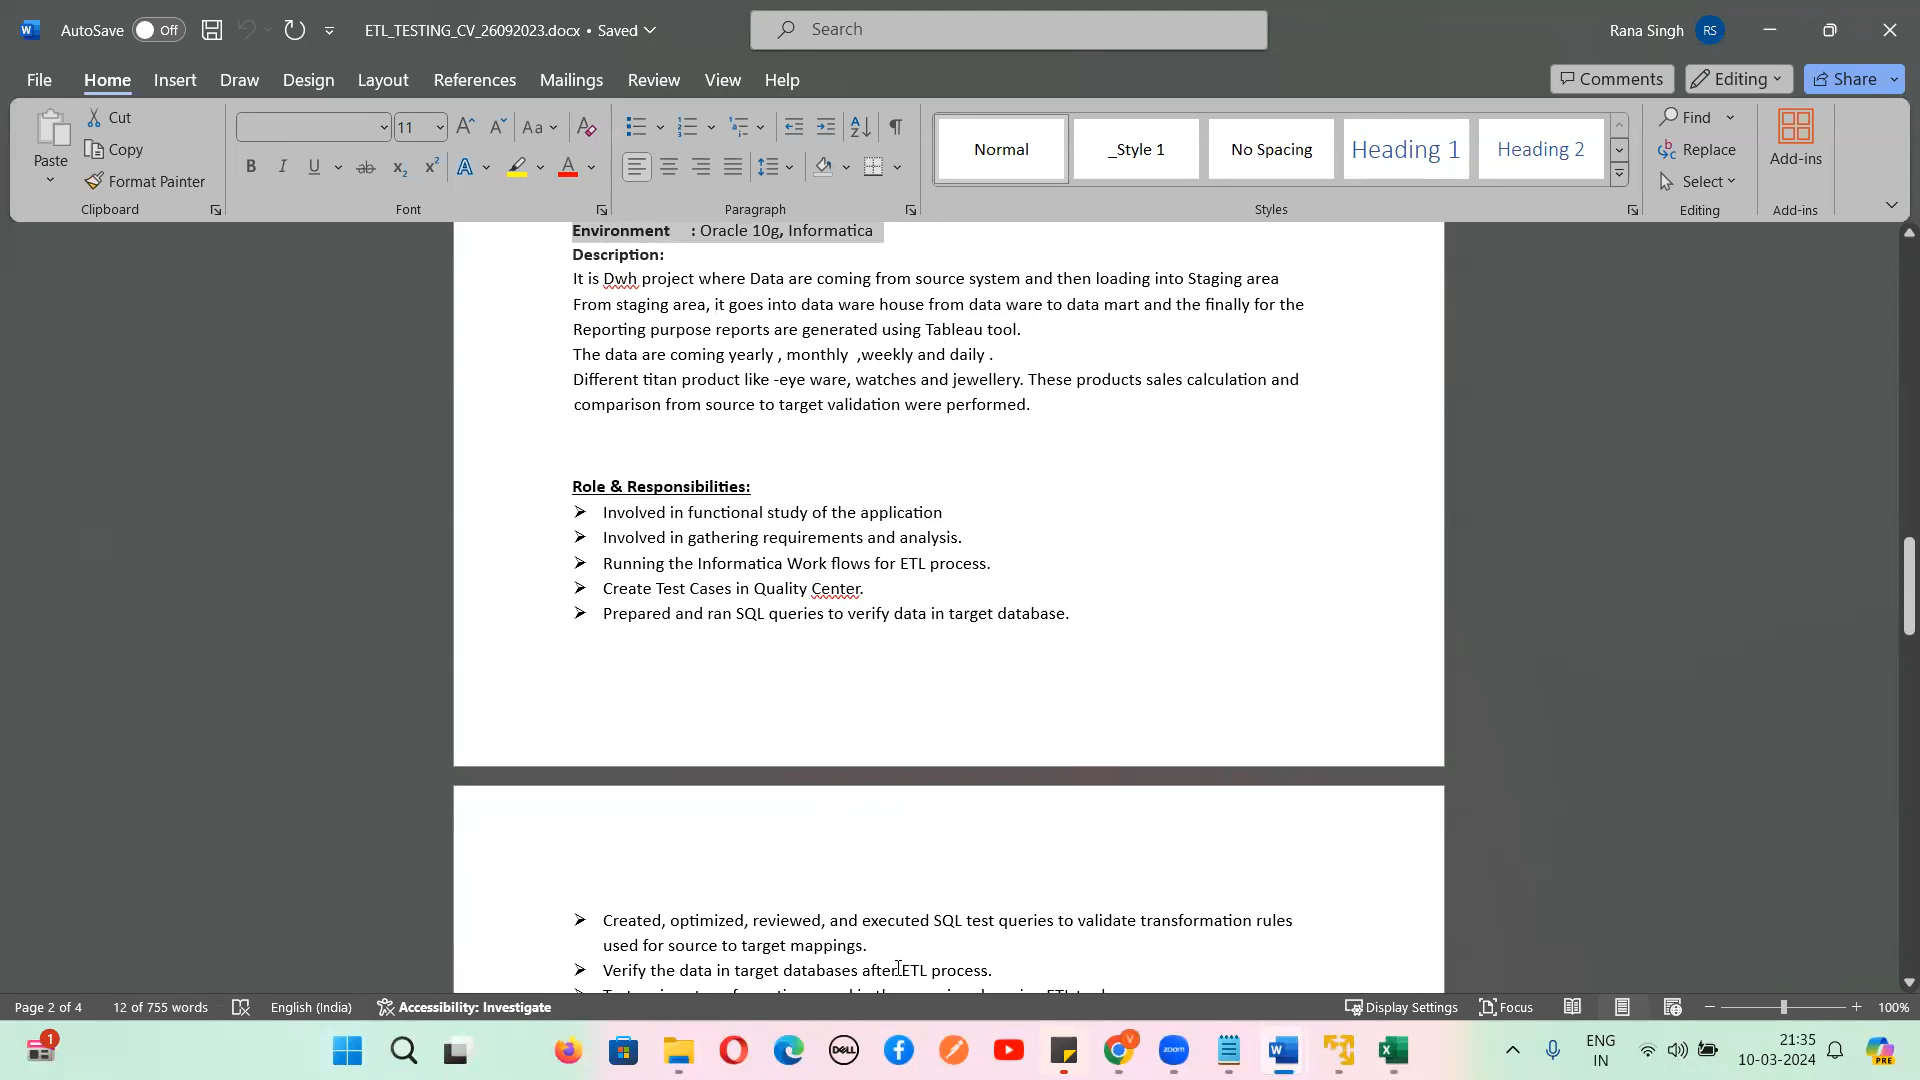 AutoSave Off ETL_TESTING_CV_26092023.docx • Saved Search Rana Singh RS
File Home Insert Draw Design Layout References Mailings Review View Help Comments Editing Share
Paste Cut Copy Format Painter 11 Aa Normal _Style 1 No Spacing Heading 1 Heading 2 Find Replace Select Add-ins
Clipboard Font Paragraph Styles Editing Add-ins
Environment : Oracle 10g, Informatica
Description:
It is Dwh project where Data are coming from source system and then loading into Staging area
From staging area, it goes into data ware house from data ware to data mart and the finally for the
Reporting purpose reports are generated using Tableau tool.
The data are coming yearly , monthly ,weekly and daily .
Different titan product like -eye ware, watches and jewellery. These products sales calculation and
comparison from source to target validation were performed.
Role & Responsibilities:
➢ Involved in functional study of the application
➢ Involved in gathering requirements and analysis.
➢ Running the Informatica Work flows for ETL process.
➢ Create Test Cases in Quality Center.
➢ Prepared and ran SQL queries to verify data in target database.
➢ Created, optimized, reviewed, and executed SQL test queries to validate transformation rules
used for source to target mappings.
➢ Verify the data in target databases after ETL process.
Page 2 of 4 12 of 755 words English (India) Accessibility: Investigate Display Settings Focus 100%
1 DELL V zoom ENG IN 21:35 10-03-2024 PRE